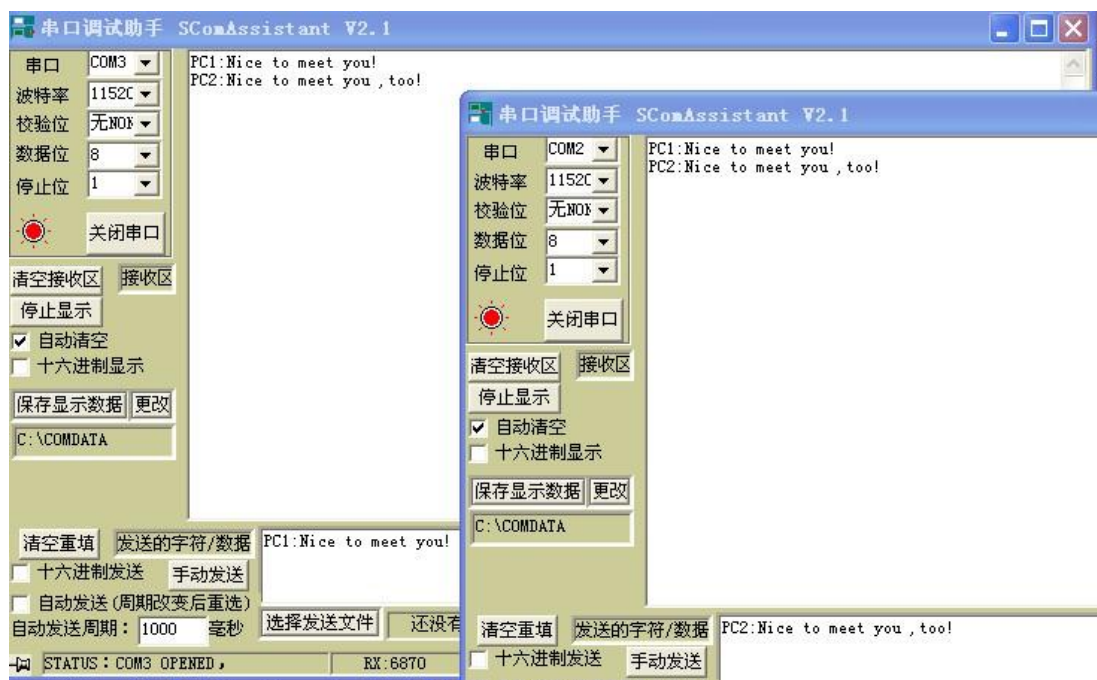 串口调试助手 SComAssistant V2.1
串口 COM3
波特率 11520
校验位 无NON
数据位 8
停止位 1
关闭串口
清空接收区 接收区
停止显示
自动清空
十六进制显示
保存显示数据 更改
C:\COMDATA
PC1:Nice to meet you!
PC2:Nice to meet you ,too!
清空重填 发送的字符/数据 PC1:Nice to meet you!
十六进制发送 手动发送
自动发送(周期改变后重选)
自动发送周期: 1000 毫秒 选择发送文件 还没有
STATUS:COM3 OPENED, RX:6870
串口调试助手 SComAssistant V2.1
串口 COM2
波特率 11520
校验位 无NON
数据位 8
停止位 1
关闭串口
清空接收区 接收区
停止显示
自动清空
十六进制显示
保存显示数据 更改
C:\COMDATA
PC1:Nice to meet you!
PC2:Nice to meet you ,too!
清空重填 发送的字符/数据 PC2:Nice to meet you ,too!
十六进制发送 手动发送